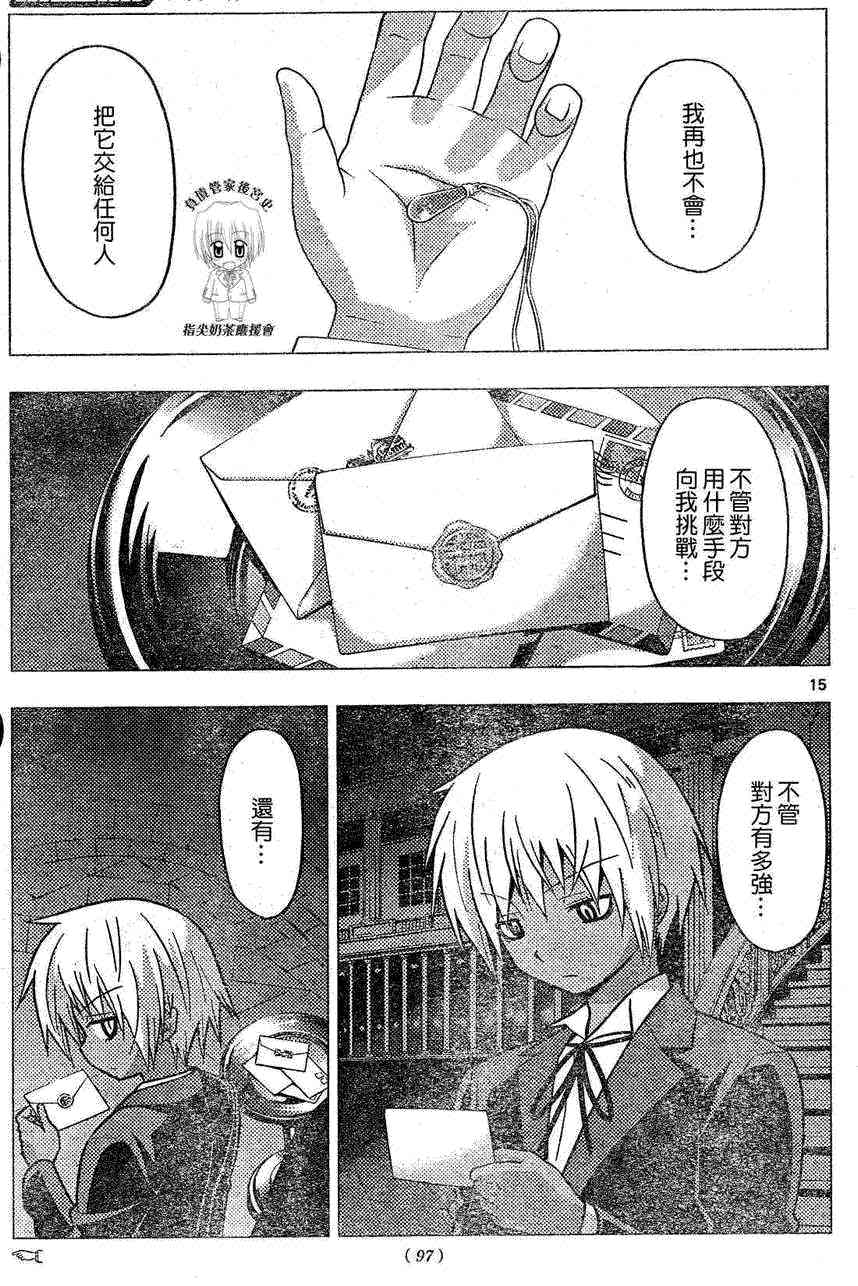 我再也不會…
把它交給任何人
負債管家後宮史
指尖奶茶應援會
不管對方
用什麼手段
向我挑戰…
15
不管
對方有多強…
還有…
(97)